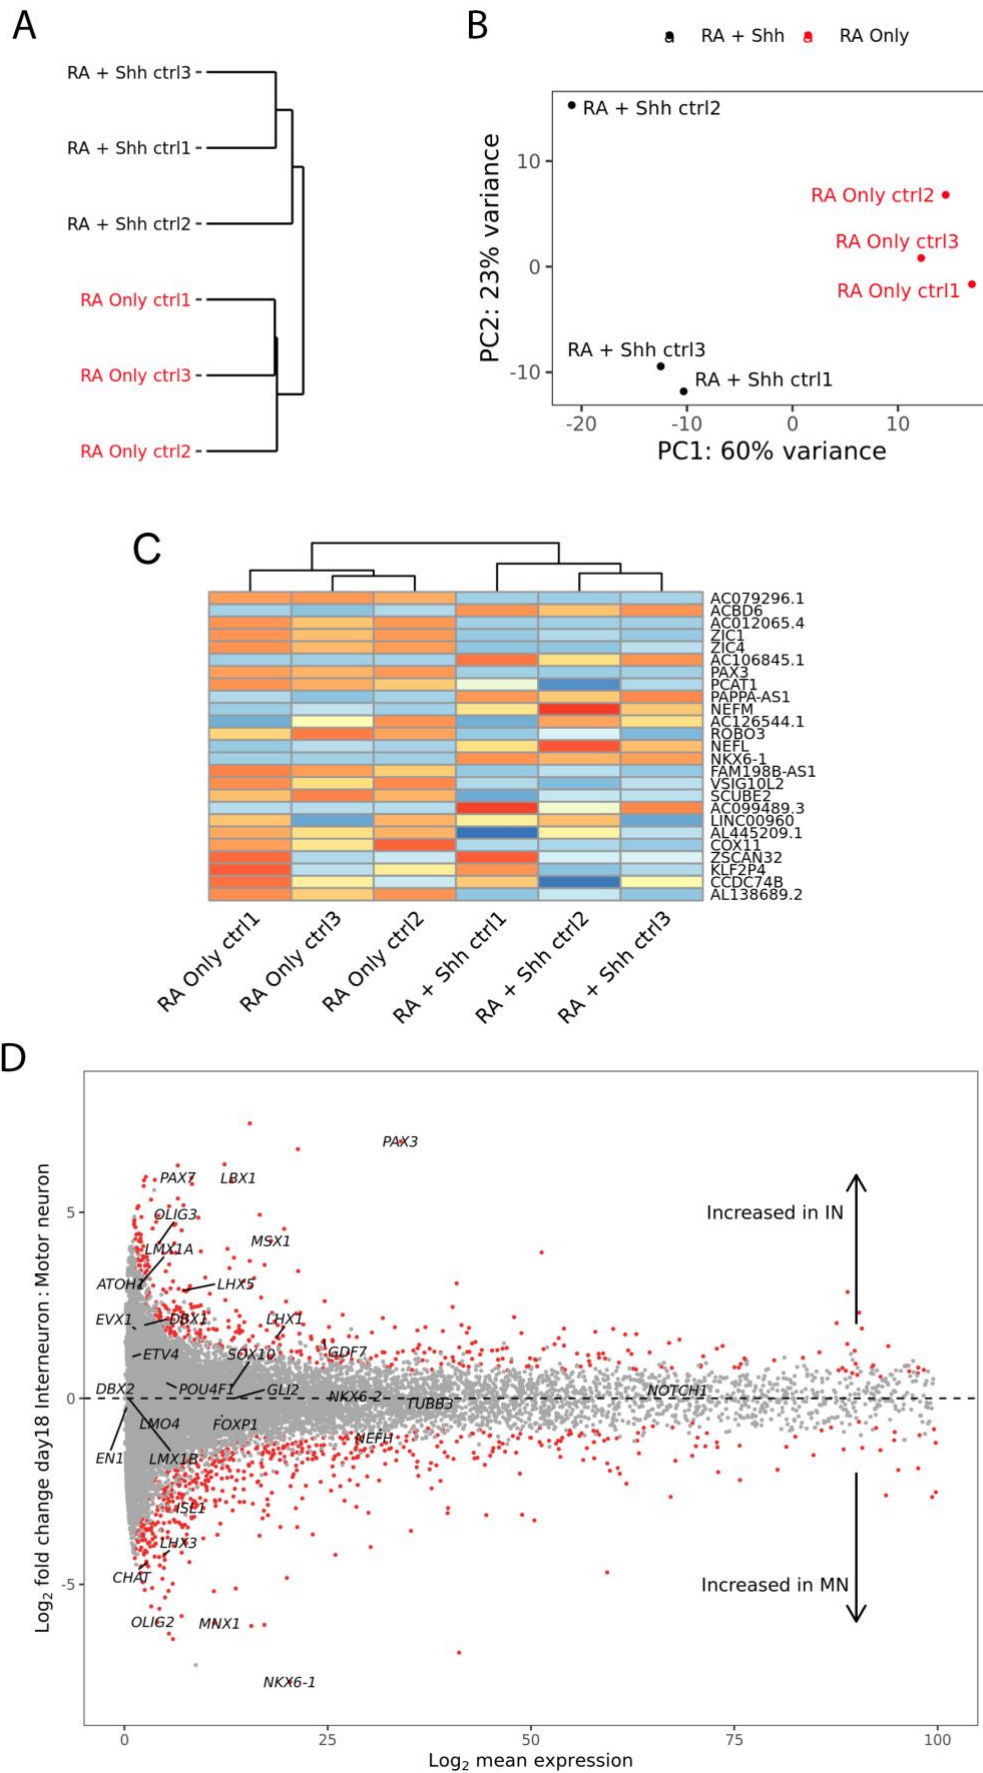 A
RA + Shh ctrl3
RA + Shh ctrl1
RA + Shh ctrl2
RA Only ctrl1
RA Only ctrl3
RA Only ctrl2
B
a RA + Shh a RA Only
PC2: 23% variance
10
0
-10
RA + Shh ctrl2
RA Only ctrl2
RA Only ctrl3
RA Only ctrl1
RA + Shh ctrl3
RA + Shh ctrl1
-20 -10 0 10
PC1: 60% variance
C
AC079296.1
ACBD6
AC012065.4
ZIC1
ZIC4
AC106845.1
PAX3
PCAT1
PAPPA-AS1
NEFM
AC126544.1
ROBO3
NEFL
NKX6-1
FAM198B-AS1
VSIG10L2
SCUBE2
AC099489.3
LINC00960
AL445209.1
COX11
ZSCAN32
KLF2P4
CCDC74B
AL138689.2
RA Only ctrl1
RA Only ctrl3
RA Only ctrl2
RA + Shh ctrl1
RA + Shh ctrl2
RA + Shh ctrl3
D
Log2 fold change day18 Interneuron : Motor neuron
5
0
-5
PAX3
PAX7 LBX1
OLIG3
Increased in IN
MSX1
LMX1A
ATOH1 LHX5
EVX1 DBX1 LHX1
ETV4 SOX10 GDF7
DBX2 POU4F1 GLI2 NKX6-2 TUBB3 NOTCH1
LMO4 FOXP1
NEFH
EN1 LMX1B
ISL1
LHX3
CHAT
Increased in MN
OLIG2 MNX1
NKX6-1
0 25 50 75 100
Log2 mean expression